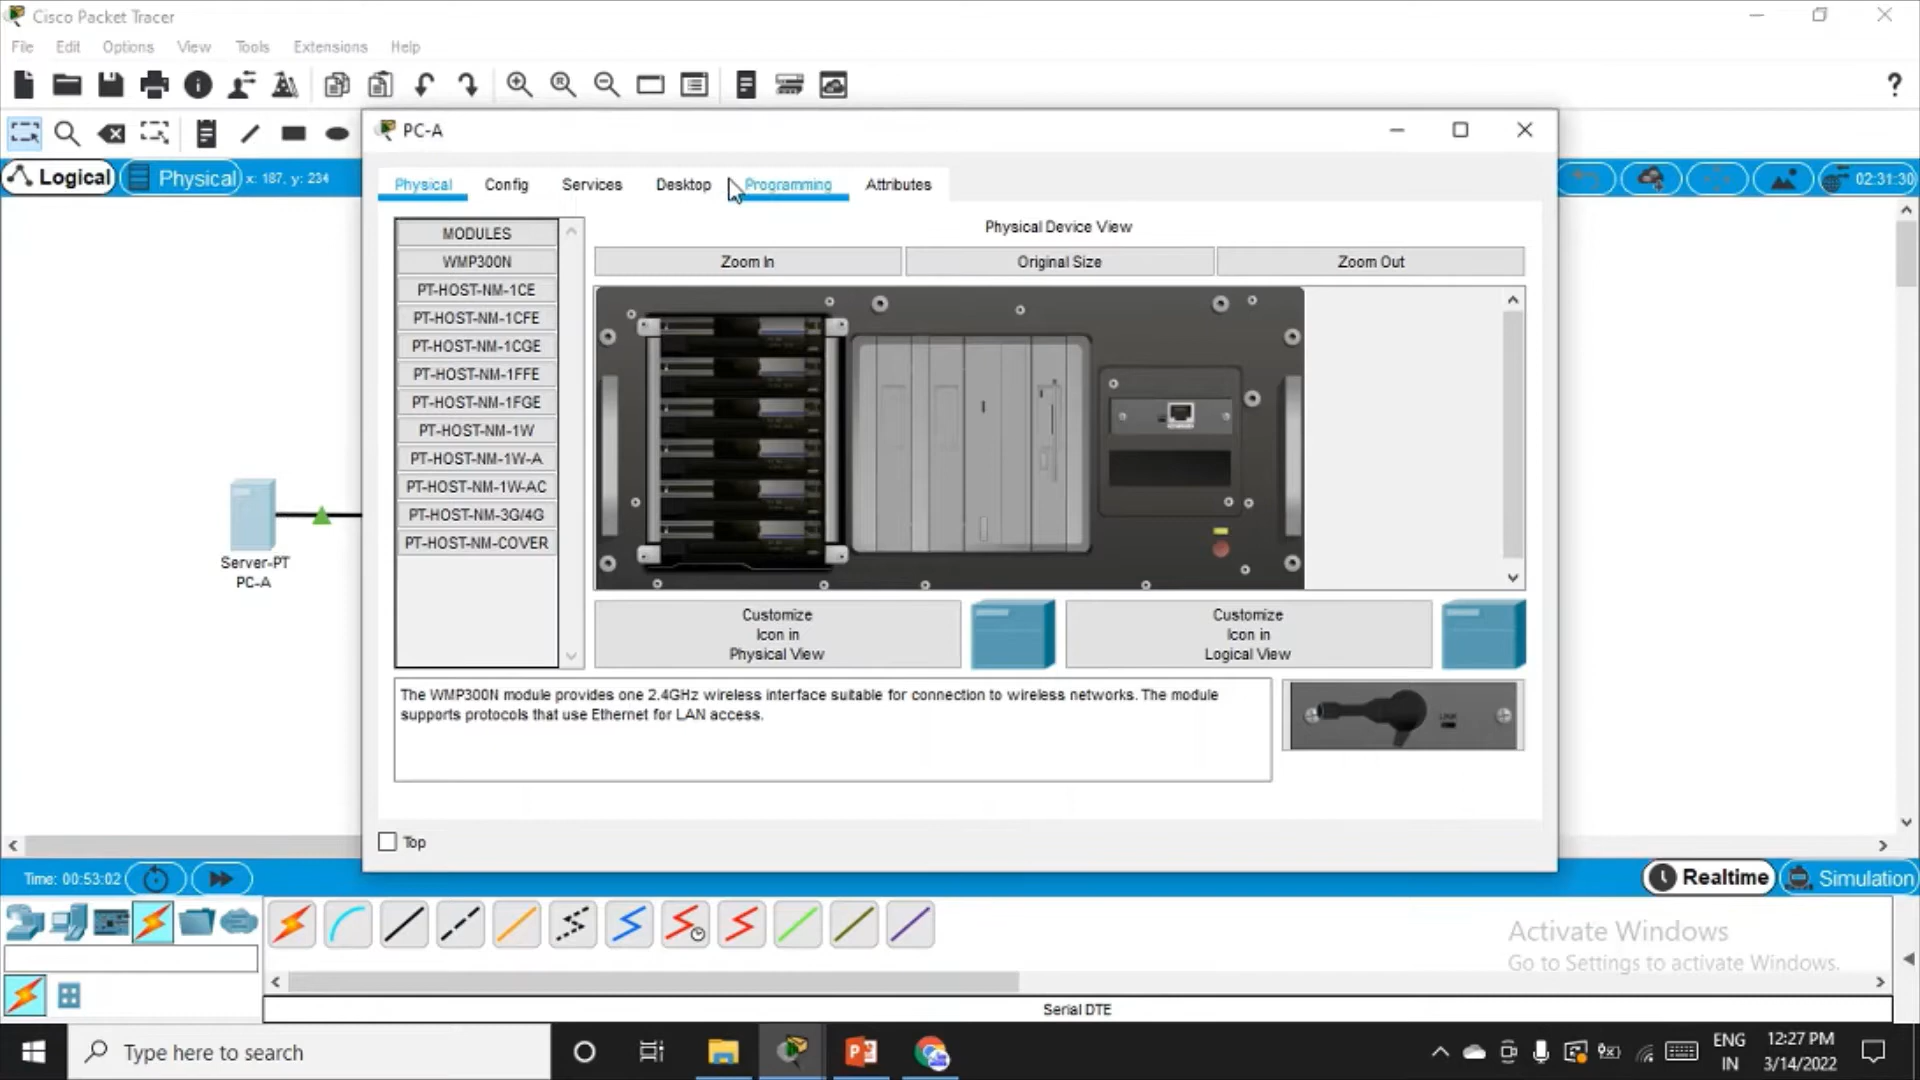 Cisco Packet Tracer
File Edit Options View Tools Extensions Help
?
PC-A
Logical
Physical x: 187, y: 234
02:31:30
Physical Config Services Desktop Programming Attributes
MODULES
WMP300N
PT-HOST-NM-1CE
PT-HOST-NM-1CFE
PT-HOST-NM-1CGE
PT-HOST-NM-1FFE
PT-HOST-NM-1FGE
PT-HOST-NM-1W
PT-HOST-NM-1W-A
PT-HOST-NM-1W-AC
PT-HOST-NM-3G/4G
PT-HOST-NM-COVER
Physical Device View
Zoom In Original Size Zoom Out
Server-PT
PC-A
Customize
Icon in
Physical View
Customize
Icon in
Logical View
The WMP300N module provides one 2.4GHz wireless interface suitable for connection to wireless networks. The module
supports protocols that use Ethernet for LAN access.
LINK
Top
Time: 00:53:02
Realtime
Simulation
Activate Windows
Go to Settings to activate Windows.
Serial DTE
Type here to search
ENG
IN
12:27 PM
3/14/2022